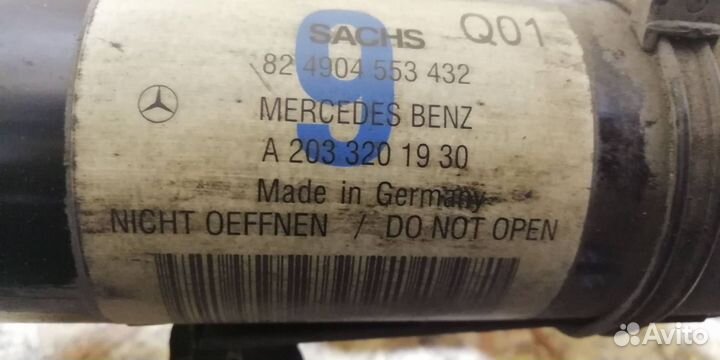 SACHS Q01
9
82 4904 553 432
MERCEDES BENZ
A 203 320 19 30
Made in Germany
NICHT OEFFNEN / DO NOT OPEN
Avito